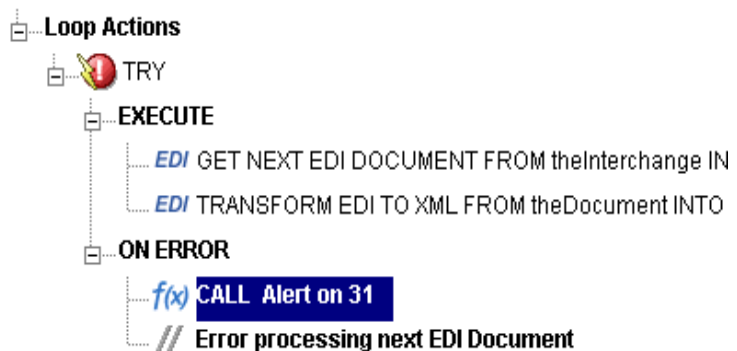 Loop Actions
TRY
EXECUTE
EDI GET NEXT EDI DOCUMENT FROM theInterchange IN
EDI TRANSFORM EDI TO XML FROM theDocument INTO
ON ERROR
f(x) CALL Alert on 31
// Error processing next EDI Document